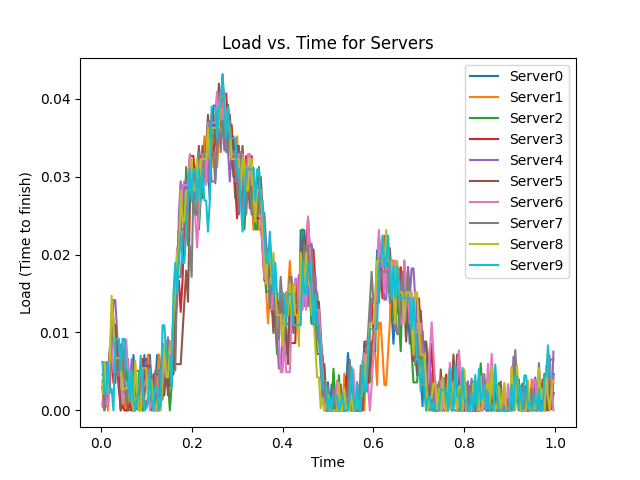 Load vs. Time for Servers
Load (Time to finish)
0.04
0.03
0.02
0.01
0.00
0.0 0.2 0.4 0.6 0.8 1.0
Time
Server0
Server1
Server2
Server3
Server4
Server5
Server6
Server7
Server8
Server9